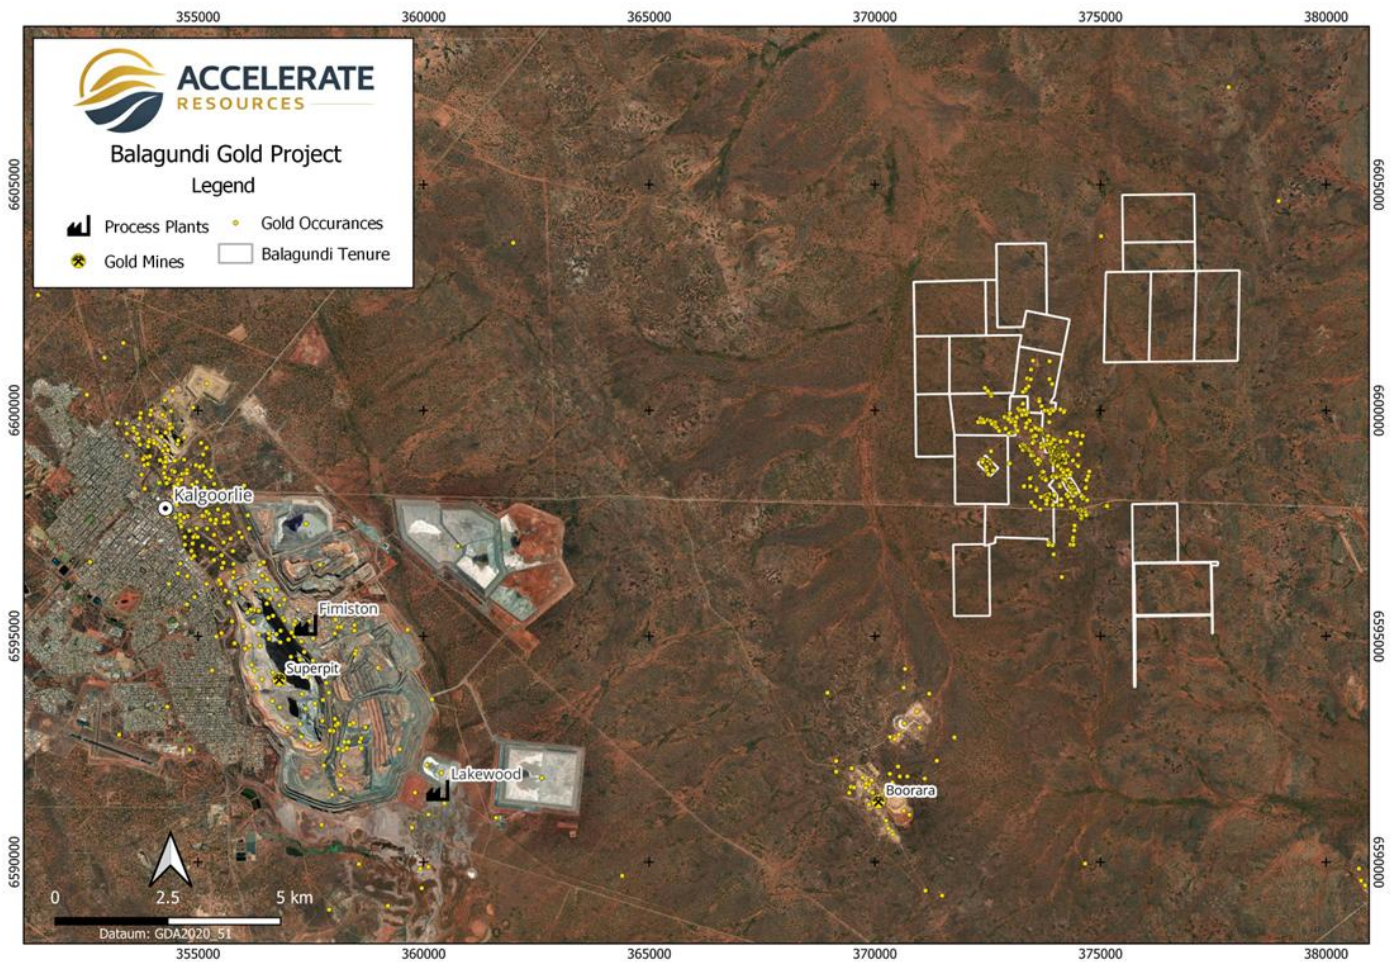 355000 360000 365000 370000 375000 380000
ACCELERATE
RESOURCES
Balagundi Gold Project
Legend
Process Plants
Gold Occurances
Gold Mines
Balagundi Tenure
6605000 6605000
6600000 6600000
Kalgoorlie
Fimiston
6595000 6595000
Superpit
Lakewood
Boorara
6590000 6590000
0 2.5 5 km
Dataum: GDA2020_51
355000 360000 365000 370000 375000 380000